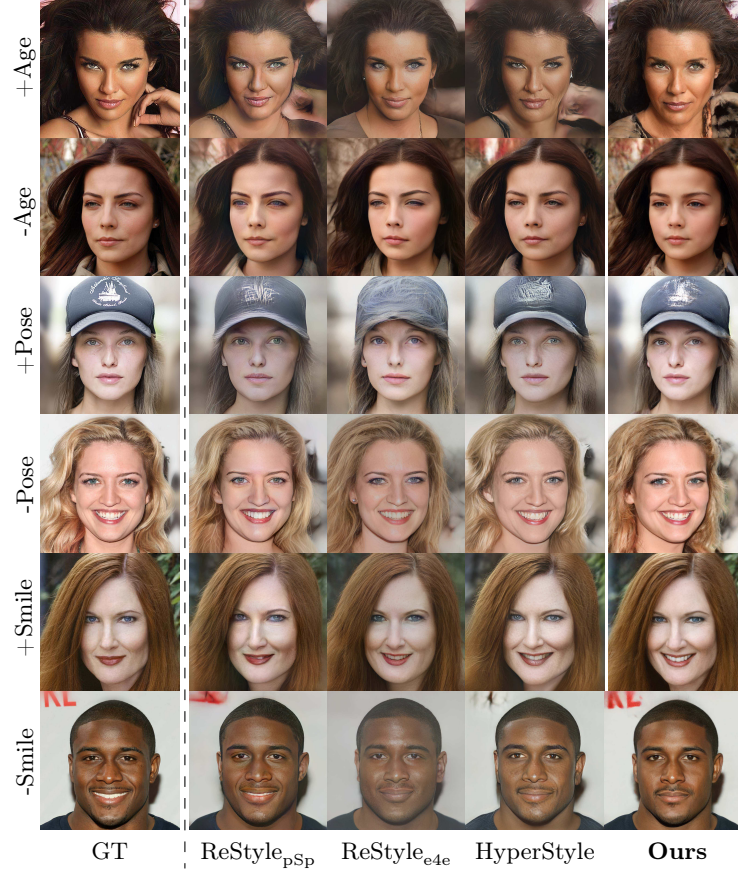 +Age
-Age
+Pose
-Pose
+Smile
-Smile
GT
ReStyle_pSp
ReStyle_e4e
HyperStyle
Ours